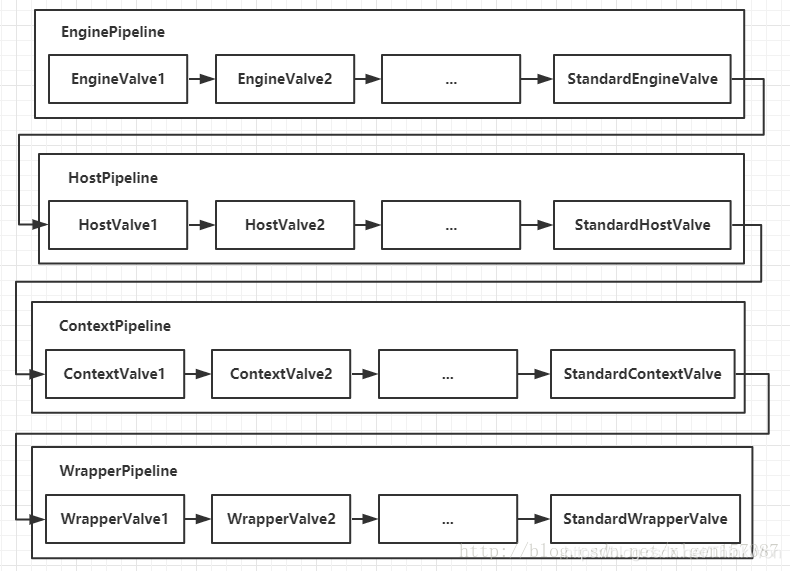 EnginePipeline
EngineValve1
EngineValve2
...
StandardEngineValve
HostPipeline
HostValve1
HostValve2
...
StandardHostValve
ContextPipeline
ContextValve1
ContextValve2
...
StandardContextValve
WrapperPipeline
WrapperValve1
WrapperValve2
...
StandardWrapperValve